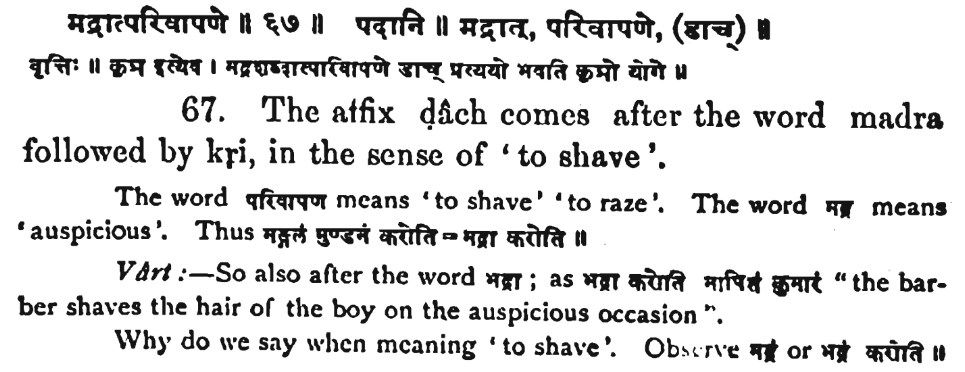 मद्रात्परिवापणे ॥ ६७ ॥ पदानि ॥ मद्रात्, परिवापणे, (डाच्) ॥
वृत्तिः ॥ कृञ इत्येव । मद्रशब्दात्परिवापणे डाच् प्रत्ययो भवति कृञो योगे ॥
67. The affix ḍâch comes after the word madra
followed by kṛi, in the sense of ‘to shave’.
The word परिवापण means ‘to shave’ ‘to raze’. The word मद्र means
‘auspicious’. Thus मङ्गलं मुण्डनं करोति = मद्रा करोति ॥
Vârt :—So also after the word भद्रा ; as भद्रा करोति नापितं कुमारं “the bar-
ber shaves the hair of the boy on the auspicious occasion”.
Why do we say when meaning ‘to shave’. Observe मद्रं or भद्रं करोति ॥